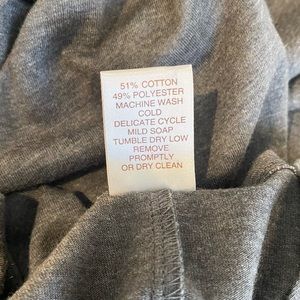 51% COTTON
49% POLYESTER
MACHINE WASH
COLD
DELICATE CYCLE
MILD SOAP
TUMBLE DRY LOW
REMOVE
PROMPTLY
OR DRY CLEAN